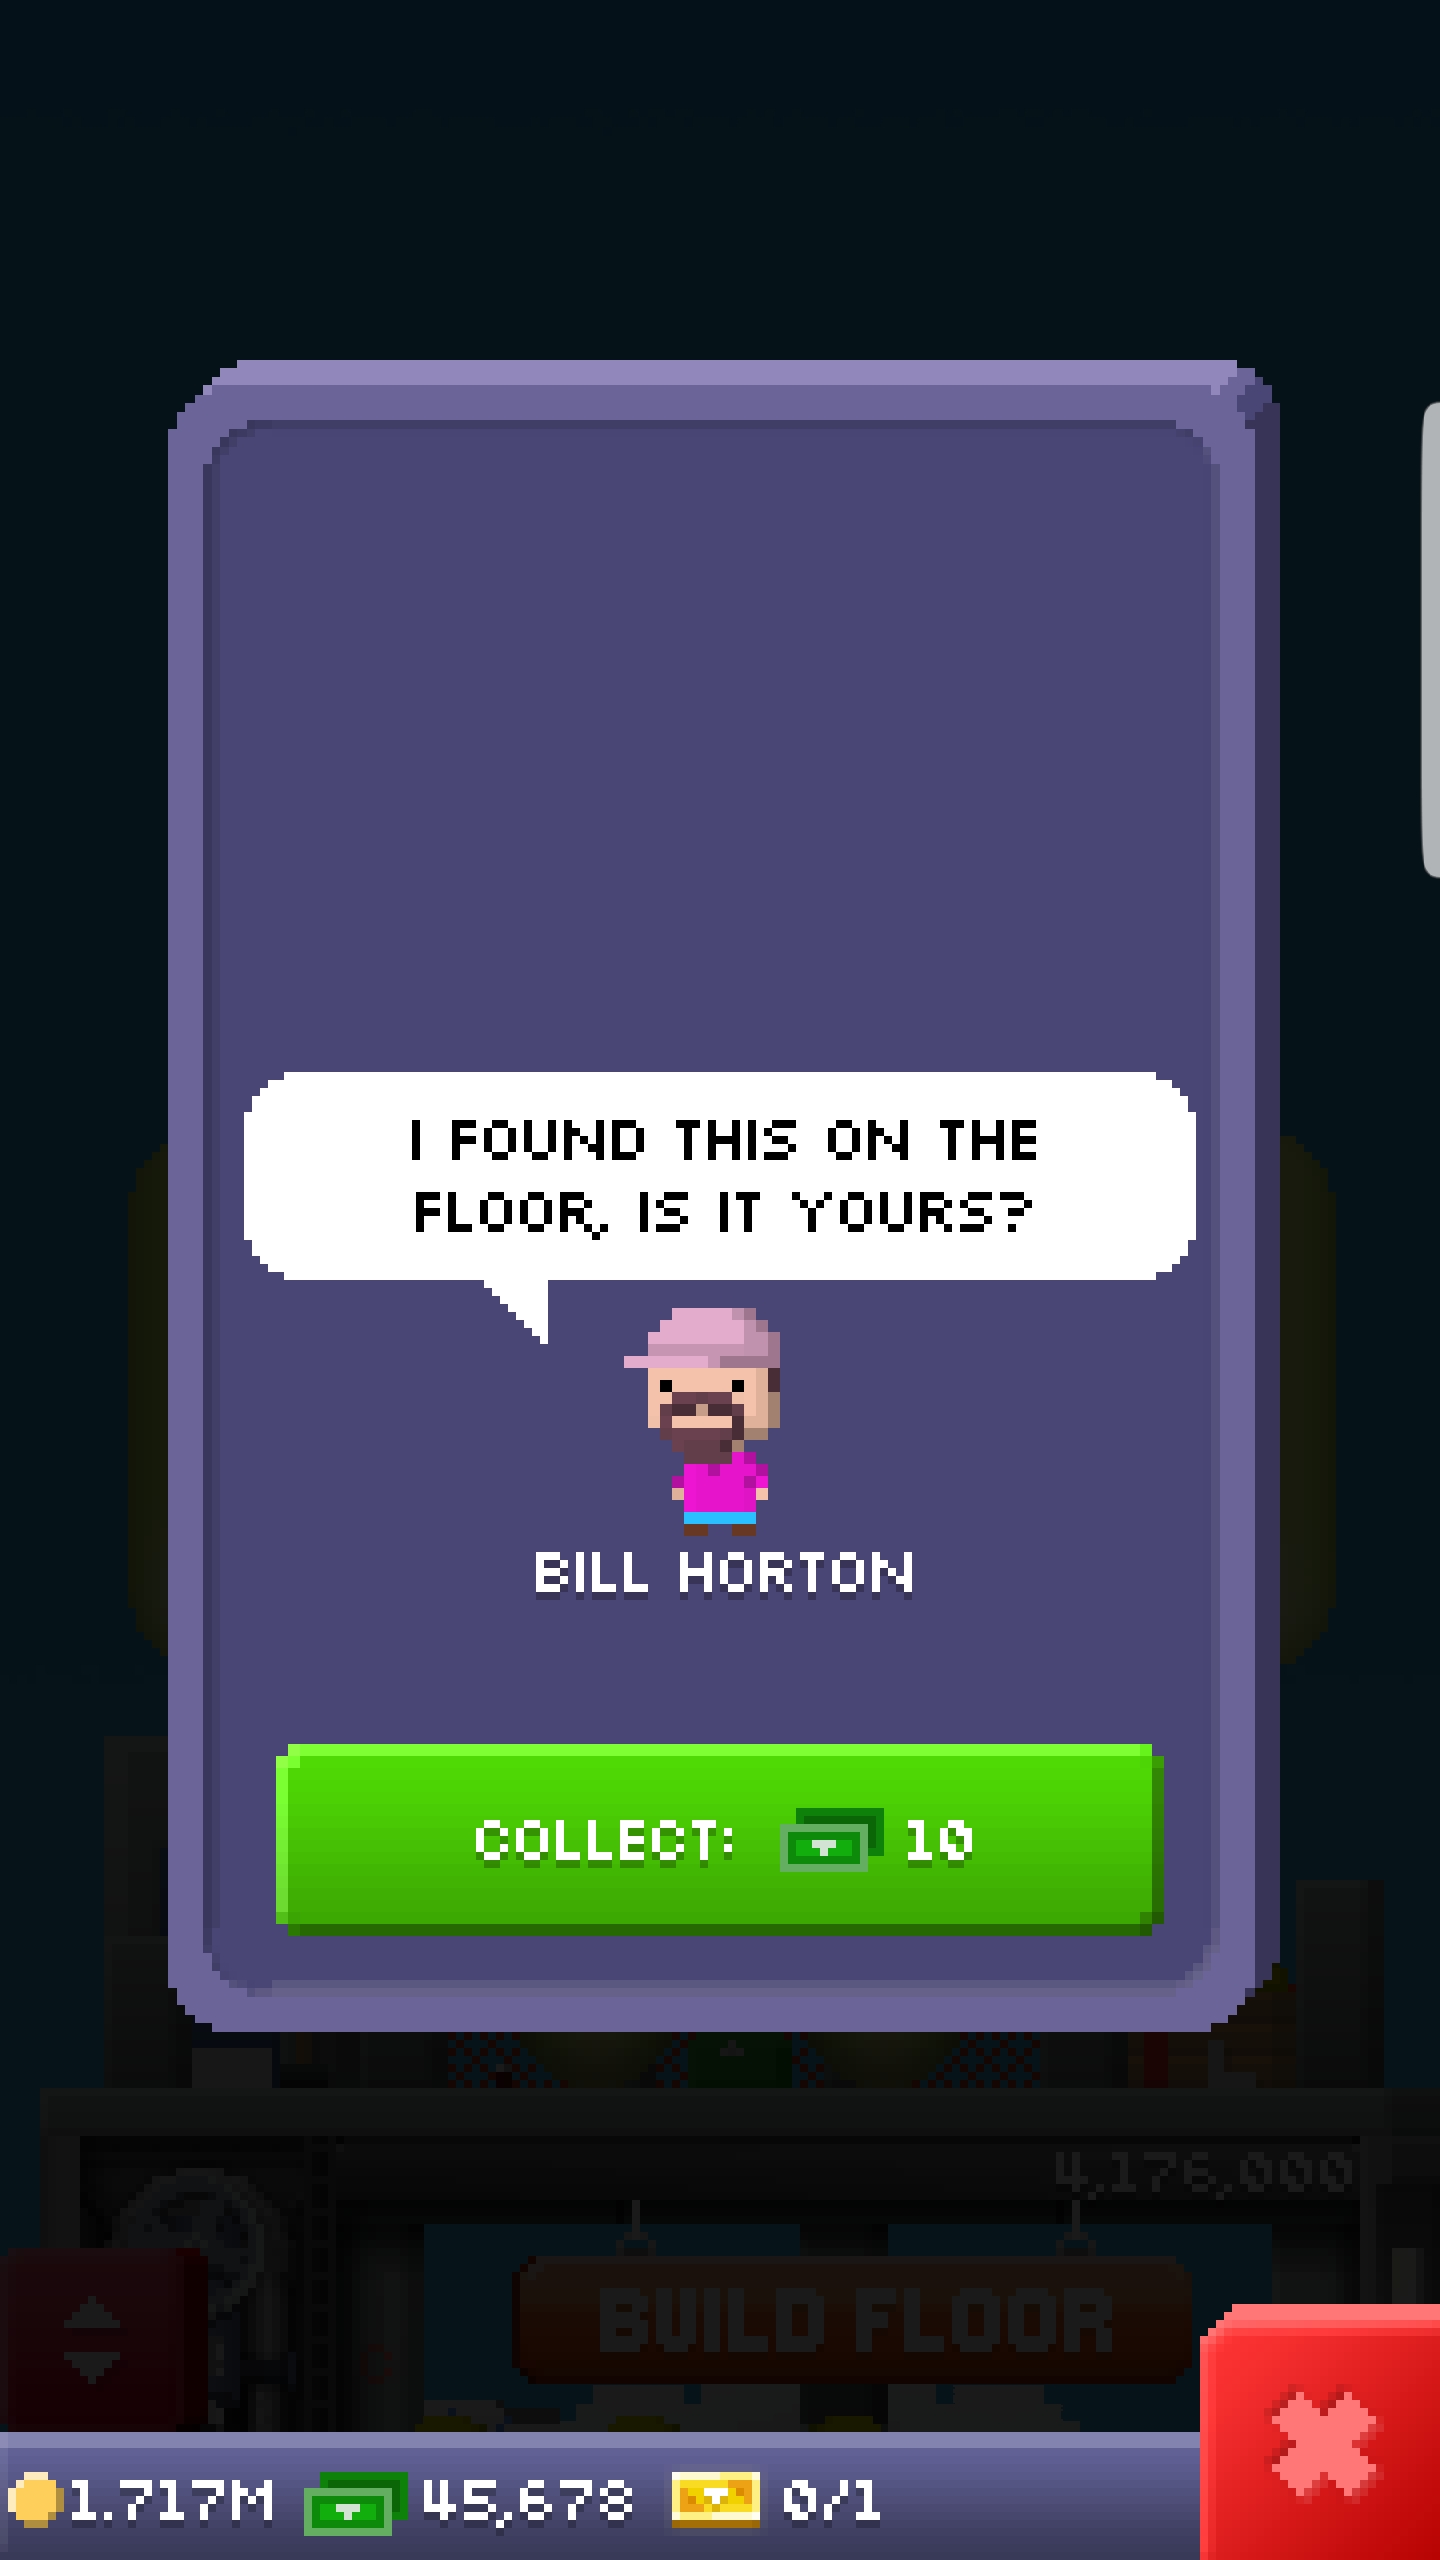 I FOUND THIS ON THE
FLOOR, IS IT YOURS?
BILL HORTON
COLLECT: 10
4,176,000
BUILD FLOOR
1.717M 45,678 0/1